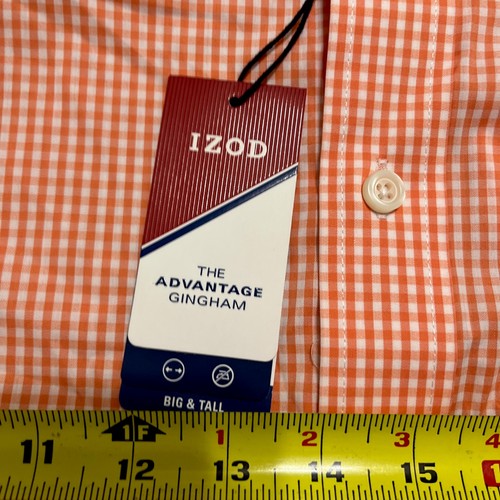 IZOD
THE
ADVANTAGE
GINGHAM
BIG & TALL
1F 1 2 3 4
11 12 13 14 15